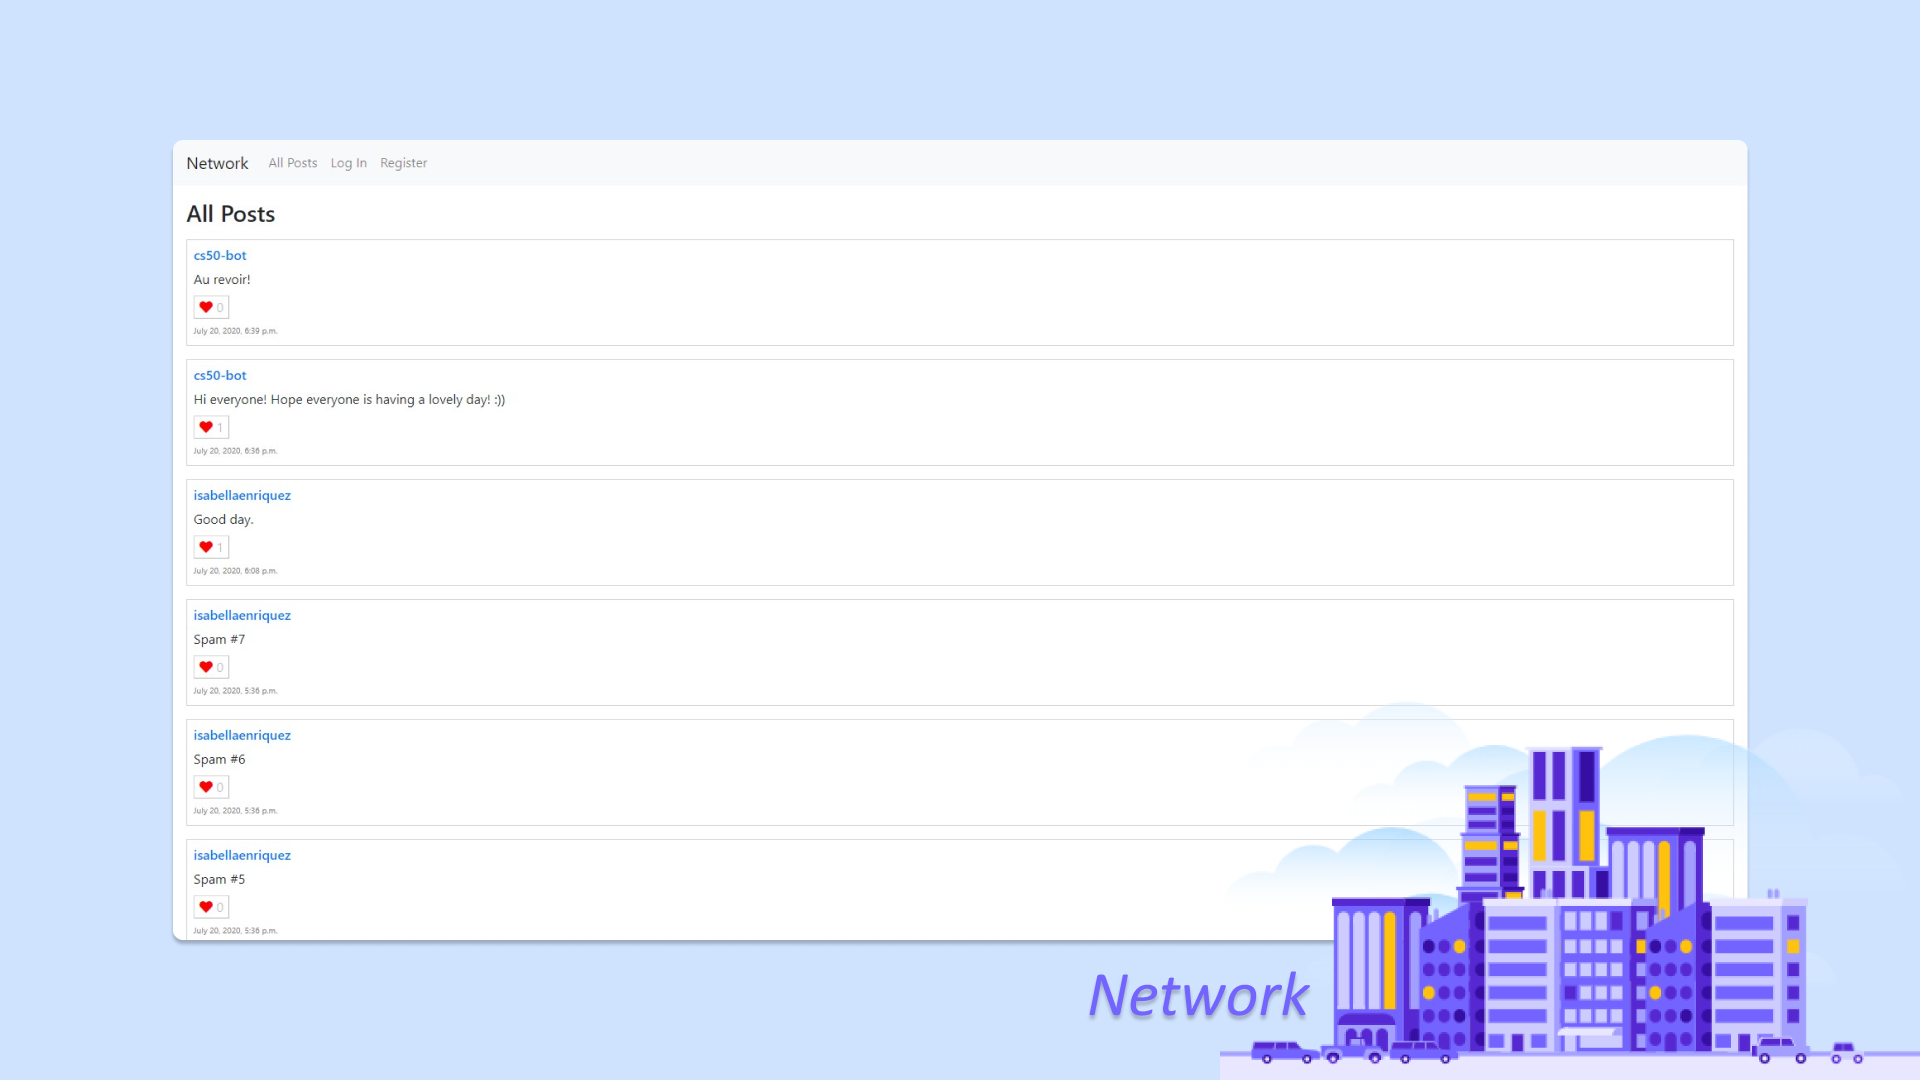 Network All Posts Log In Register
All Posts
cs50-bot
Au revoir!
0
July 20, 2020, 6:39 p.m.
cs50-bot
Hi everyone! Hope everyone is having a lovely day! :))
1
July 20, 2020, 6:36 p.m.
isabellaenriquez
Good day.
1
July 20, 2020, 6:08 p.m.
isabellaenriquez
Spam #7
0
July 20, 2020, 5:36 p.m.
isabellaenriquez
Spam #6
0
July 20, 2020, 5:36 p.m.
isabellaenriquez
Spam #5
0
July 20, 2020, 5:36 p.m.
Network